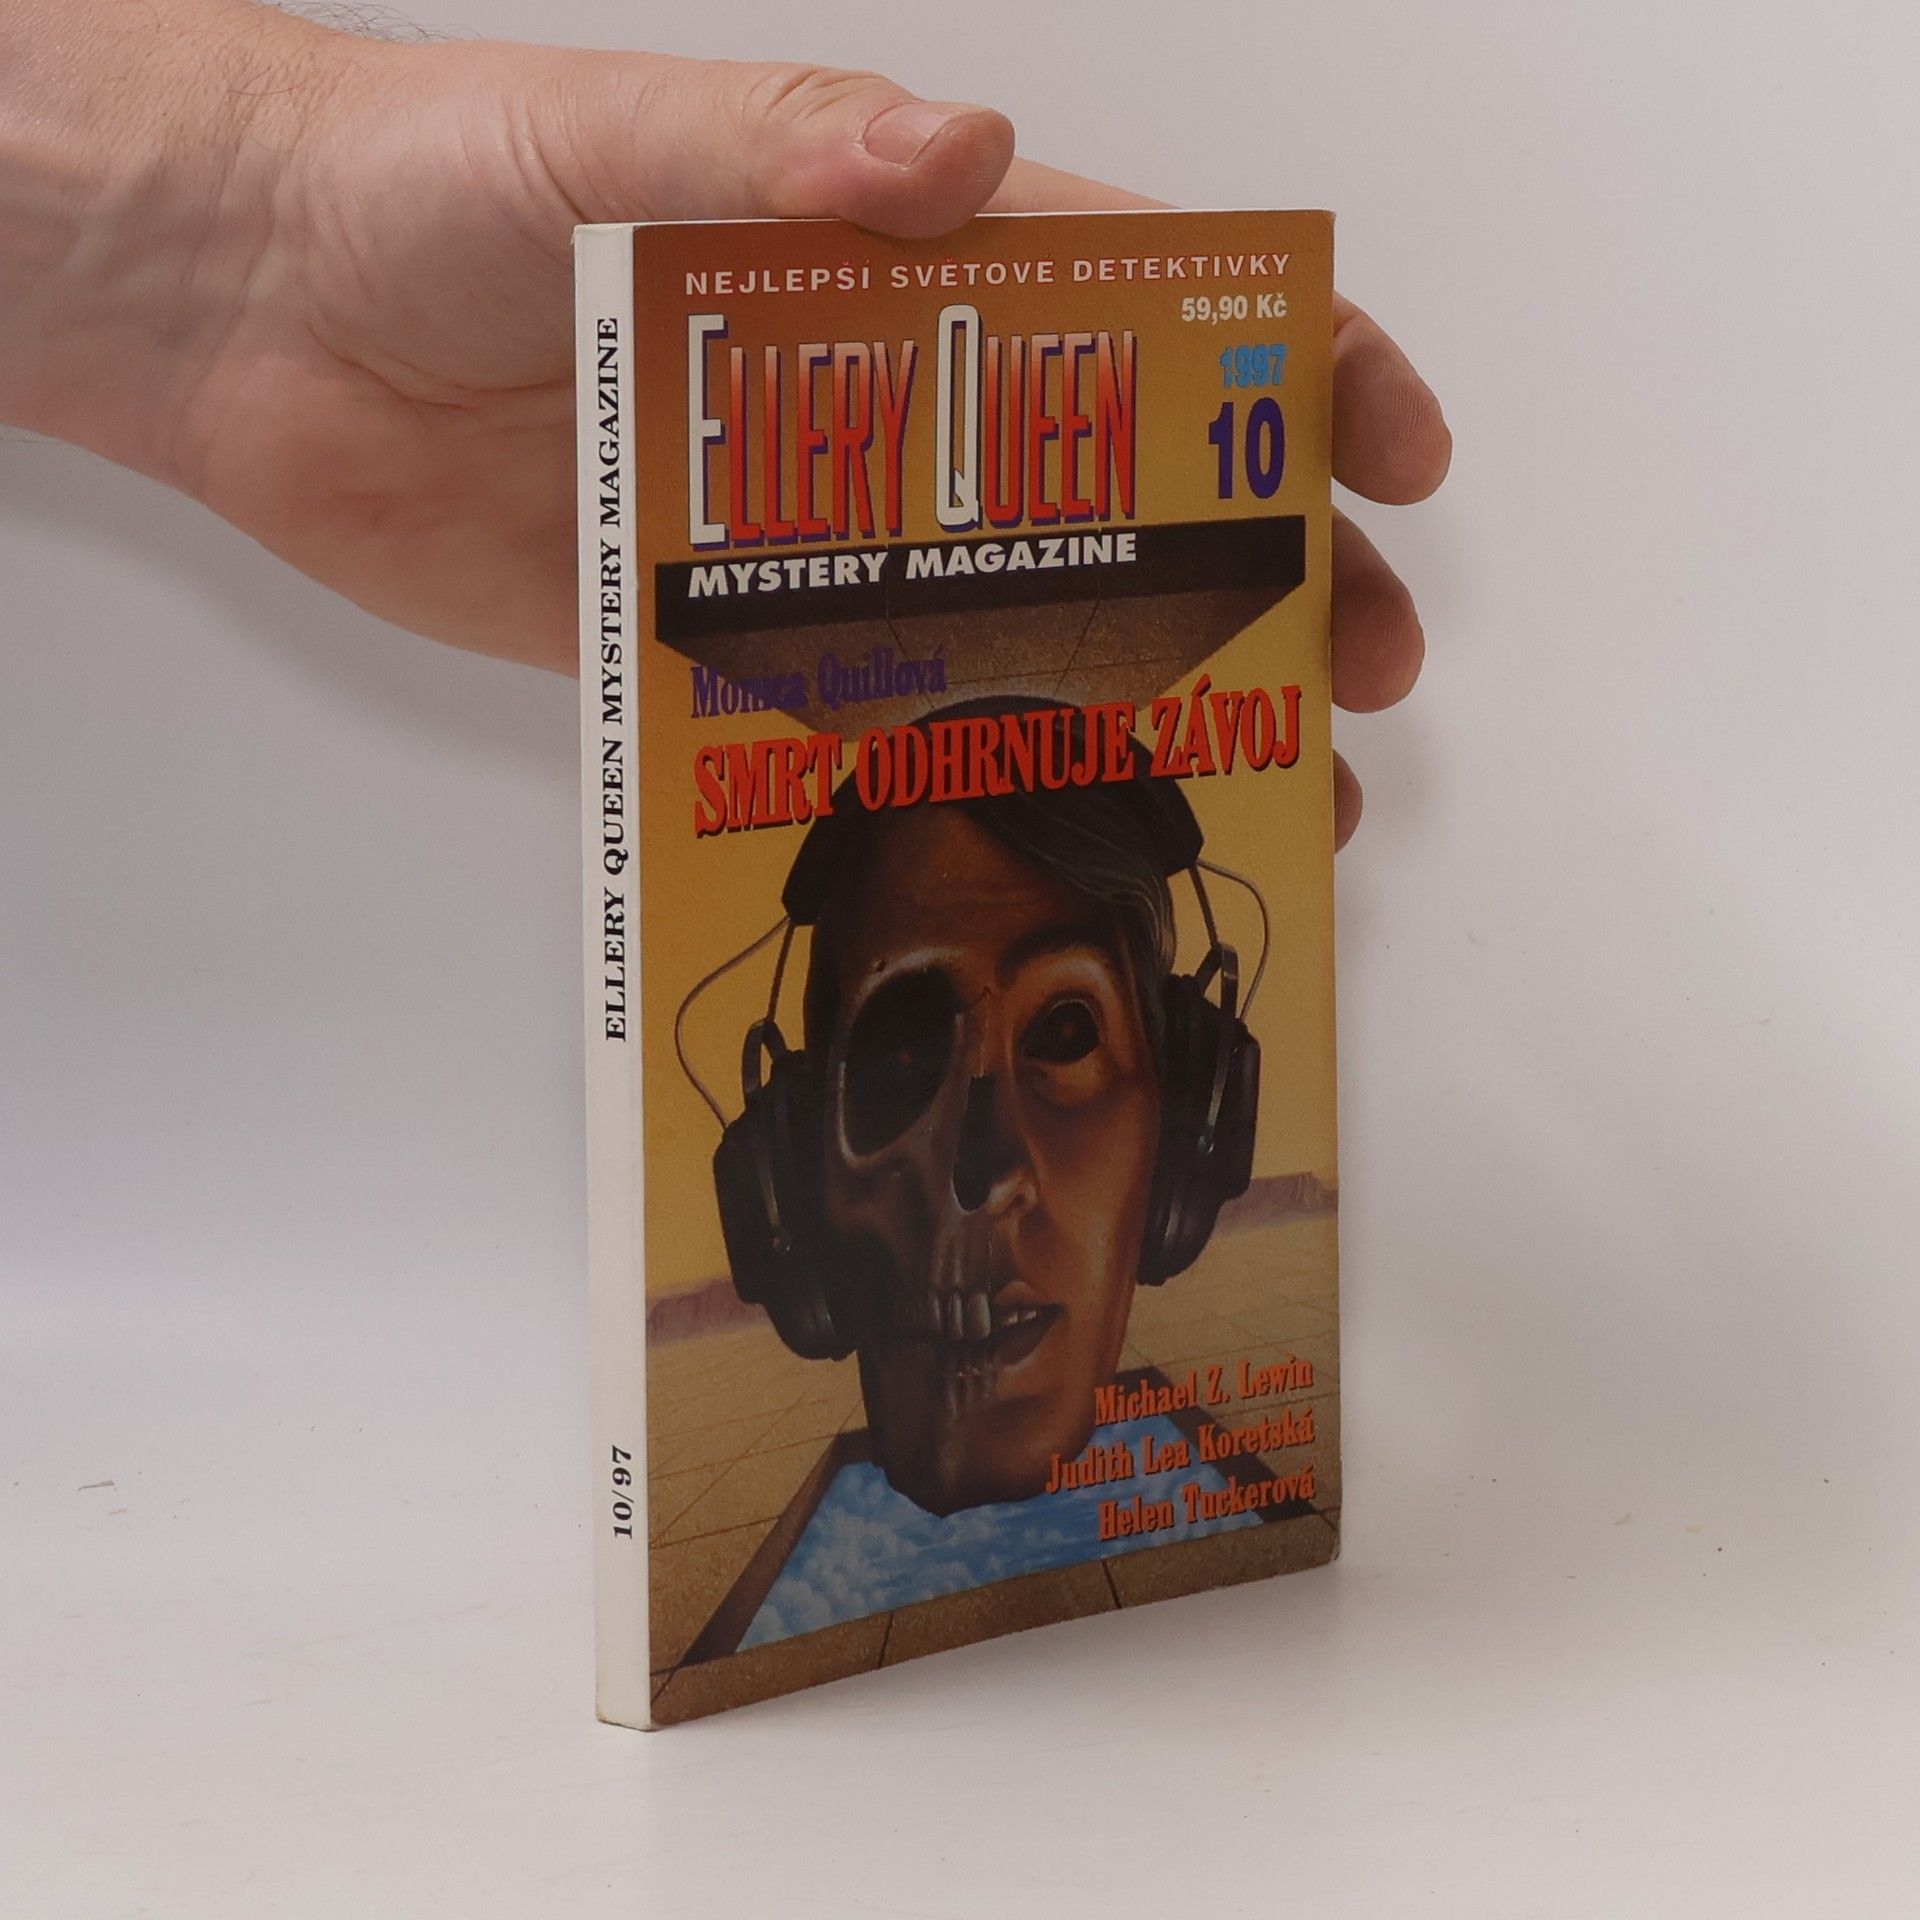 ELLERY QUEEN MYSTERY MAGAZINE
10/97
NEJLEPŠÍ SVĚTOVÉ DETEKTIVKY
59,90 Kč
1997
10
ELLERY QUEEN
MYSTERY MAGAZINE
Monica Quillová
SMRT ODHRNUJE ZÁVOJ
Michael Z. Lewin
Judith Lea Koretská
Helen Tuckerová